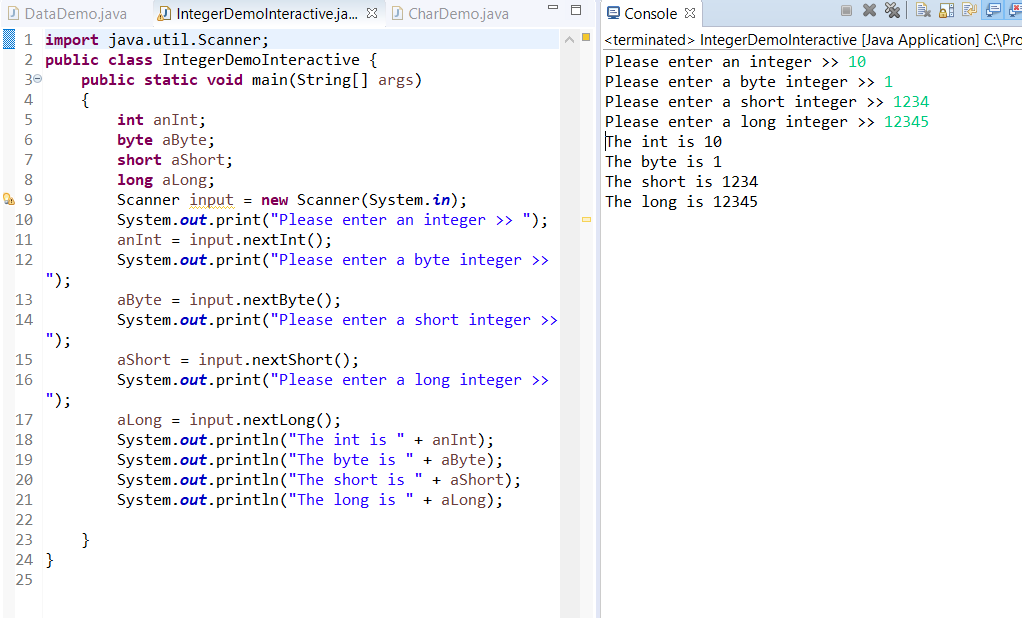 DataDemo.java
IntegerDemoInteractive.ja...
CharDemo.java
1 import java.util.Scanner;
2 public class IntegerDemoInteractive {
3 public static void main(String[] args)
4 {
5 int anInt;
6 byte aByte;
7 short aShort;
8 long aLong;
9 Scanner input = new Scanner(System.in);
10 System.out.print("Please enter an integer >> ");
11 anInt = input.nextInt();
12 System.out.print("Please enter a byte integer >>
");
13 aByte = input.nextByte();
14 System.out.print("Please enter a short integer >>
");
15 aShort = input.nextShort();
16 System.out.print("Please enter a long integer >>
");
17 aLong = input.nextLong();
18 System.out.println("The int is " + anInt);
19 System.out.println("The byte is " + aByte);
20 System.out.println("The short is " + aShort);
21 System.out.println("The long is " + aLong);
22
23 }
24 }
25
Console
<terminated> IntegerDemoInteractive [Java Application] C:\Pro
Please enter an integer >> 10
Please enter a byte integer >> 1
Please enter a short integer >> 1234
Please enter a long integer >> 12345
The int is 10
The byte is 1
The short is 1234
The long is 12345